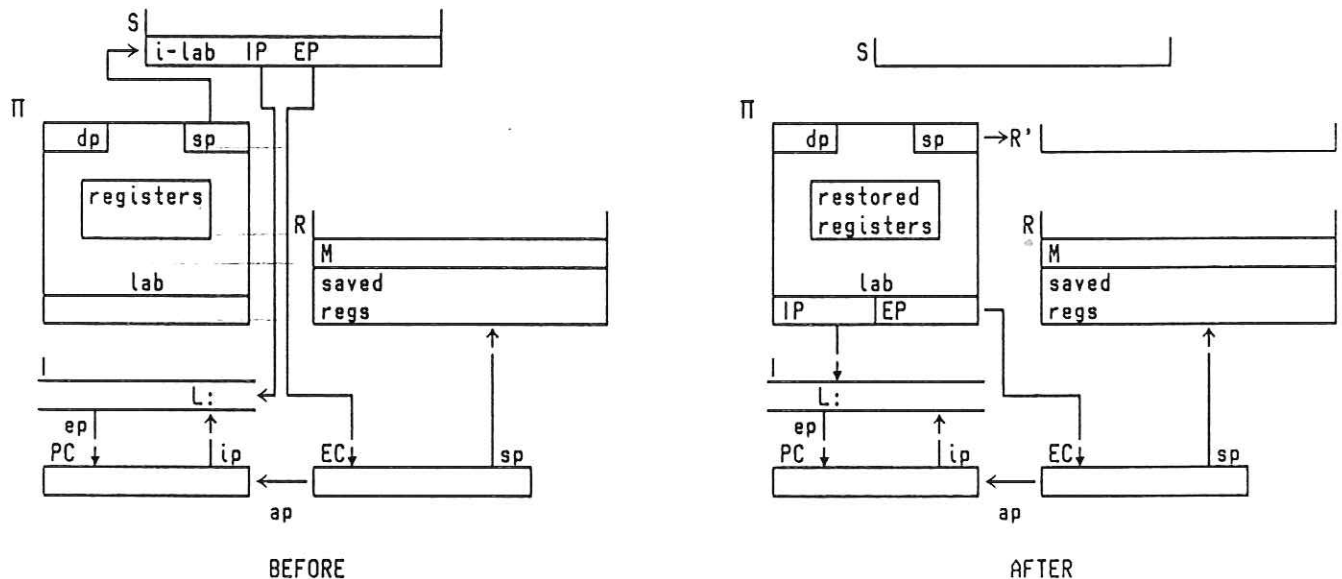 S
i-lab IP EP
Π
dp sp
registers
R
M
lab
saved
regs
I
L:
ep
PC ip EC sp
ap
BEFORE
S
Π
dp sp R'
restored
registers
R
M
lab
saved
IP EP regs
I
L:
ep
PC ip EC sp
ap
AFTER